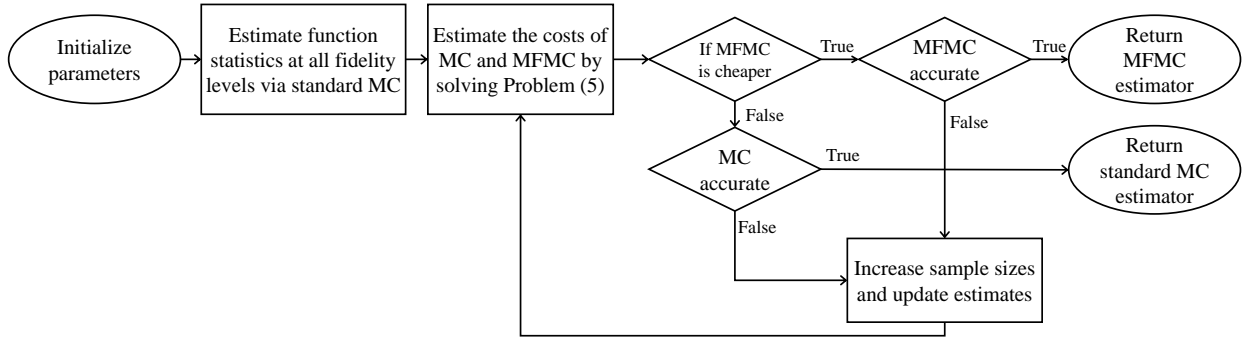 Initialize
parameters
Estimate function
statistics at all fidelity
levels via standard MC
Estimate the costs of
MC and MFMC by
solving Problem (5)
If MFMC
is cheaper
True
MFMC
accurate
True
Return
MFMC
estimator
False
False
MC
accurate
True
Return
standard MC
estimator
False
Increase sample sizes
and update estimates